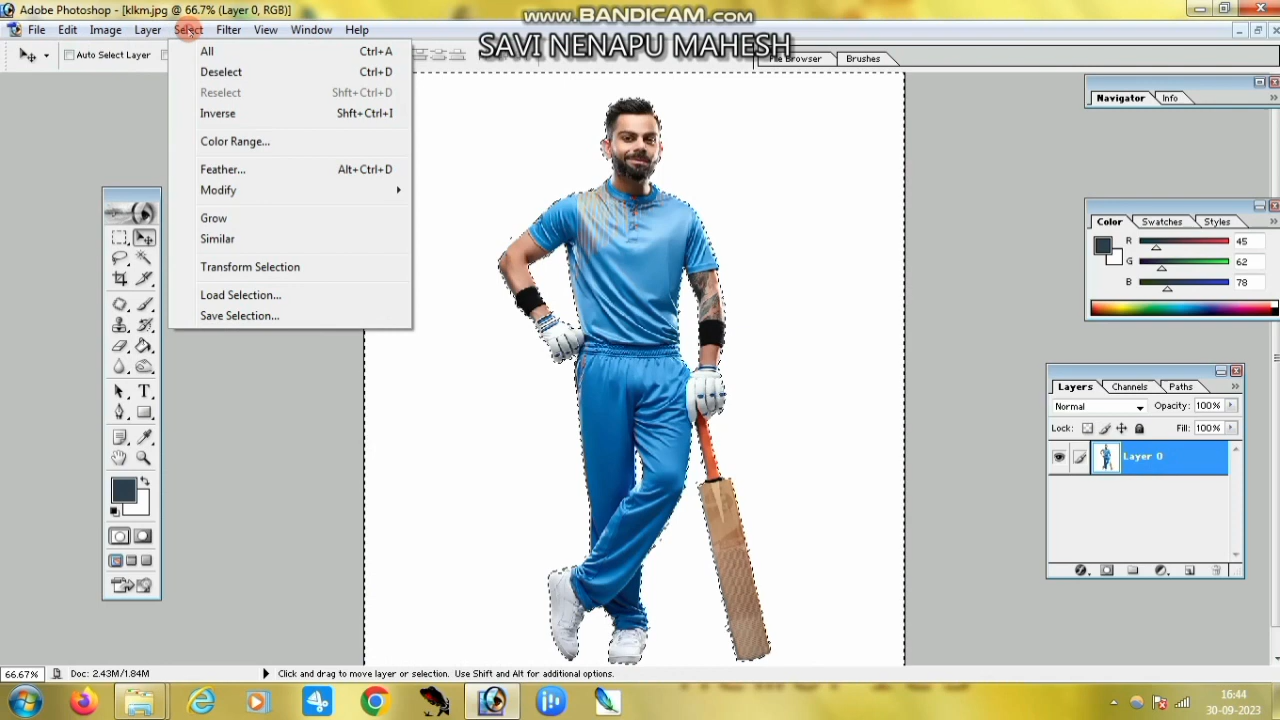 Adobe Photoshop - [klkm.jpg @ 66.7% (Layer 0, RGB)]
www.BANDICAM.com
File Edit Image Layer Select Filter View Window Help
SAVI NENAPU MAHESH
Auto Select Layer
File Browser Brushes
All Ctrl+A
Deselect Ctrl+D
Reselect Shft+Ctrl+D
Inverse Shft+Ctrl+I
Color Range...
Feather... Alt+Ctrl+D
Modify
Grow
Similar
Transform Selection
Load Selection...
Save Selection...
Navigator Info
Color Swatches Styles
R 45
G 62
B 78
Layers Channels Paths
Normal Opacity: 100%
Lock: Fill: 100%
Layer 0
66.67% Doc: 2.43M/1.84M Click and drag to move layer or selection. Use Shift and Alt for additional options.
16:44
30-09-2023